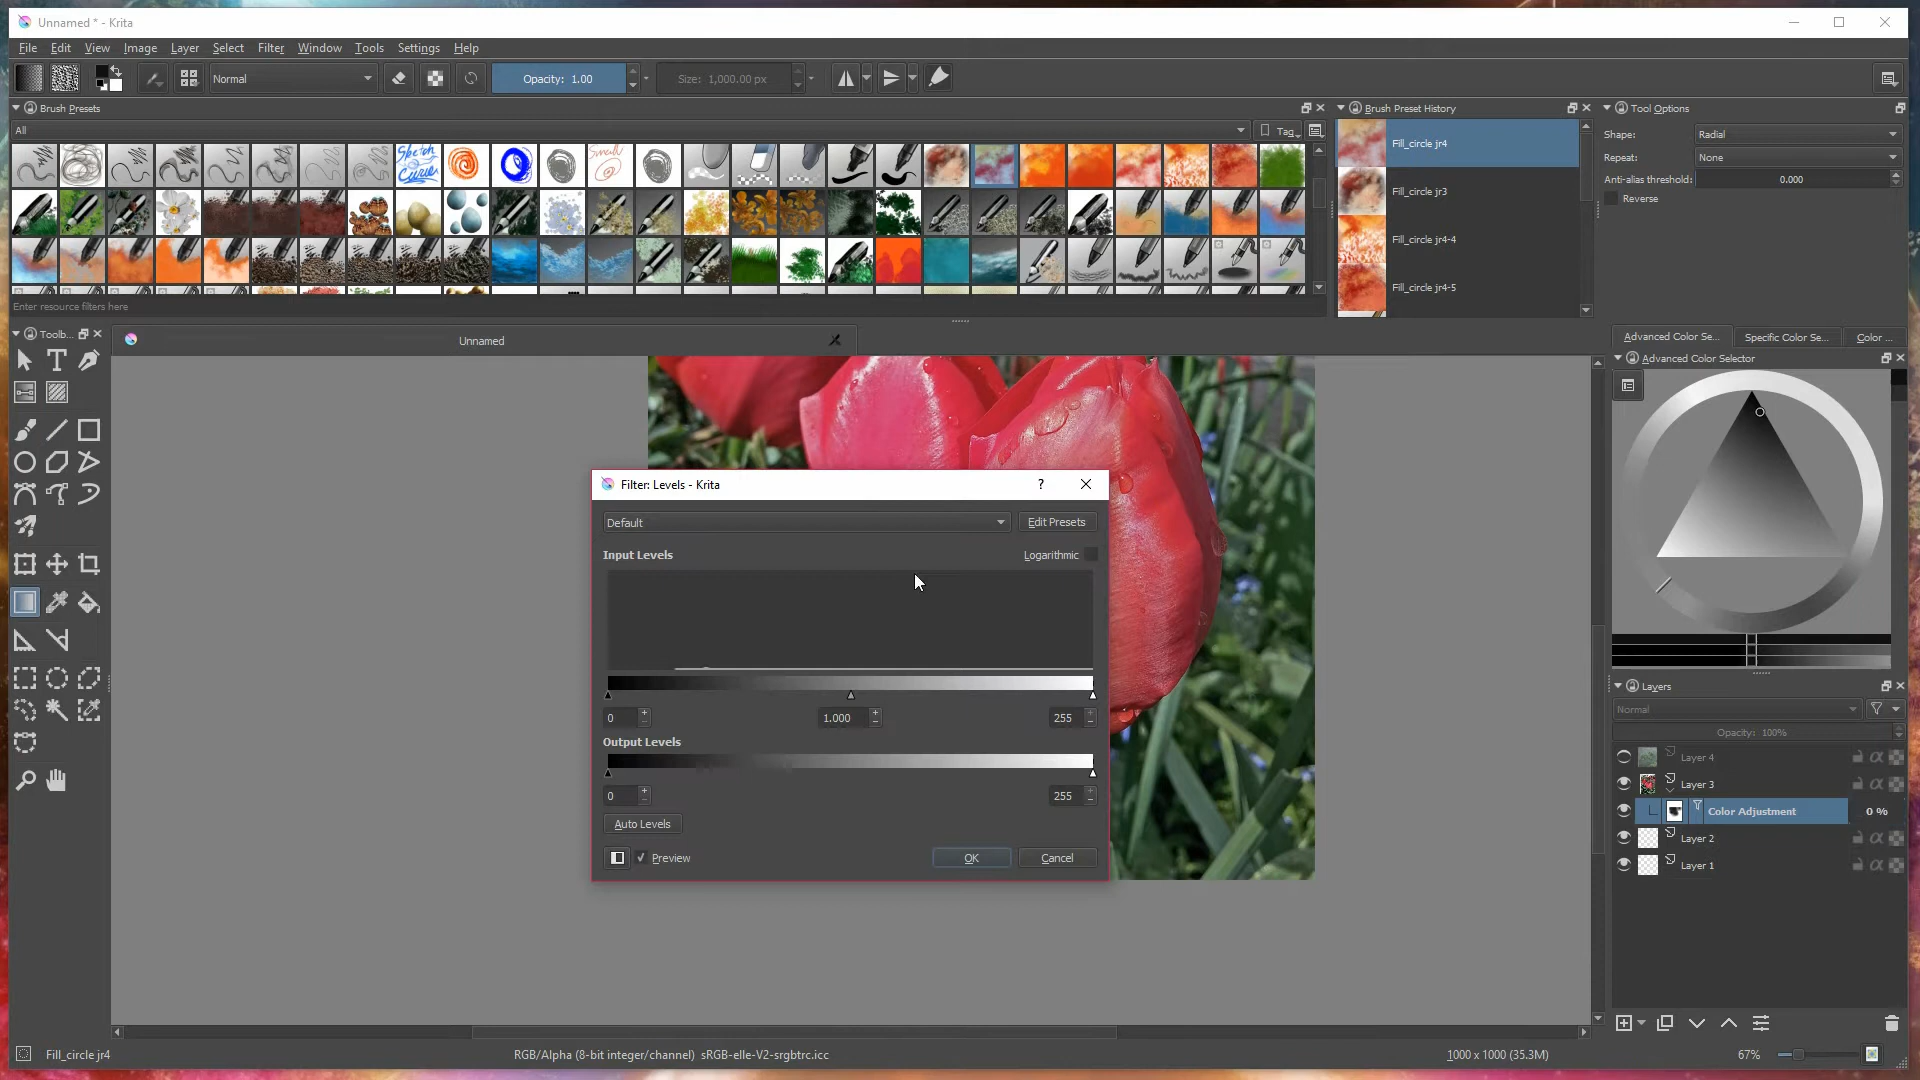 Unnamed * - Krita
File Edit View Image Layer Select Filter Window Tools Settings Help
Normal Opacity: 1.00 Size: 1,000.00 px
Brush Presets
All Tag
Sketch Curve Small
Enter resource filters here
Brush Preset History
Fill_circle jr4
Fill_circle jr3
Fill_circle jr4-4
Fill_circle jr4-5
Tool Options
Shape: Radial
Repeat: None
Anti-alias threshold: 0.000
Reverse
Toolb...
Unnamed
Advanced Color Se... Specific Color Se... Color ...
Advanced Color Selector
Filter: Levels - Krita ?
Default Edit Presets
Input Levels Logarithmic
0 1.000 255
Output Levels
0 255
Auto Levels
Preview OK Cancel
Layers
Normal
Opacity: 100%
Layer 4
Layer 3
Color Adjustment 0 %
Layer 2
Layer 1
Fill_circle jr4 RGB/Alpha (8-bit integer/channel) sRGB-elle-V2-srgbtrc.icc 1000 x 1000 (35.3M) 67%